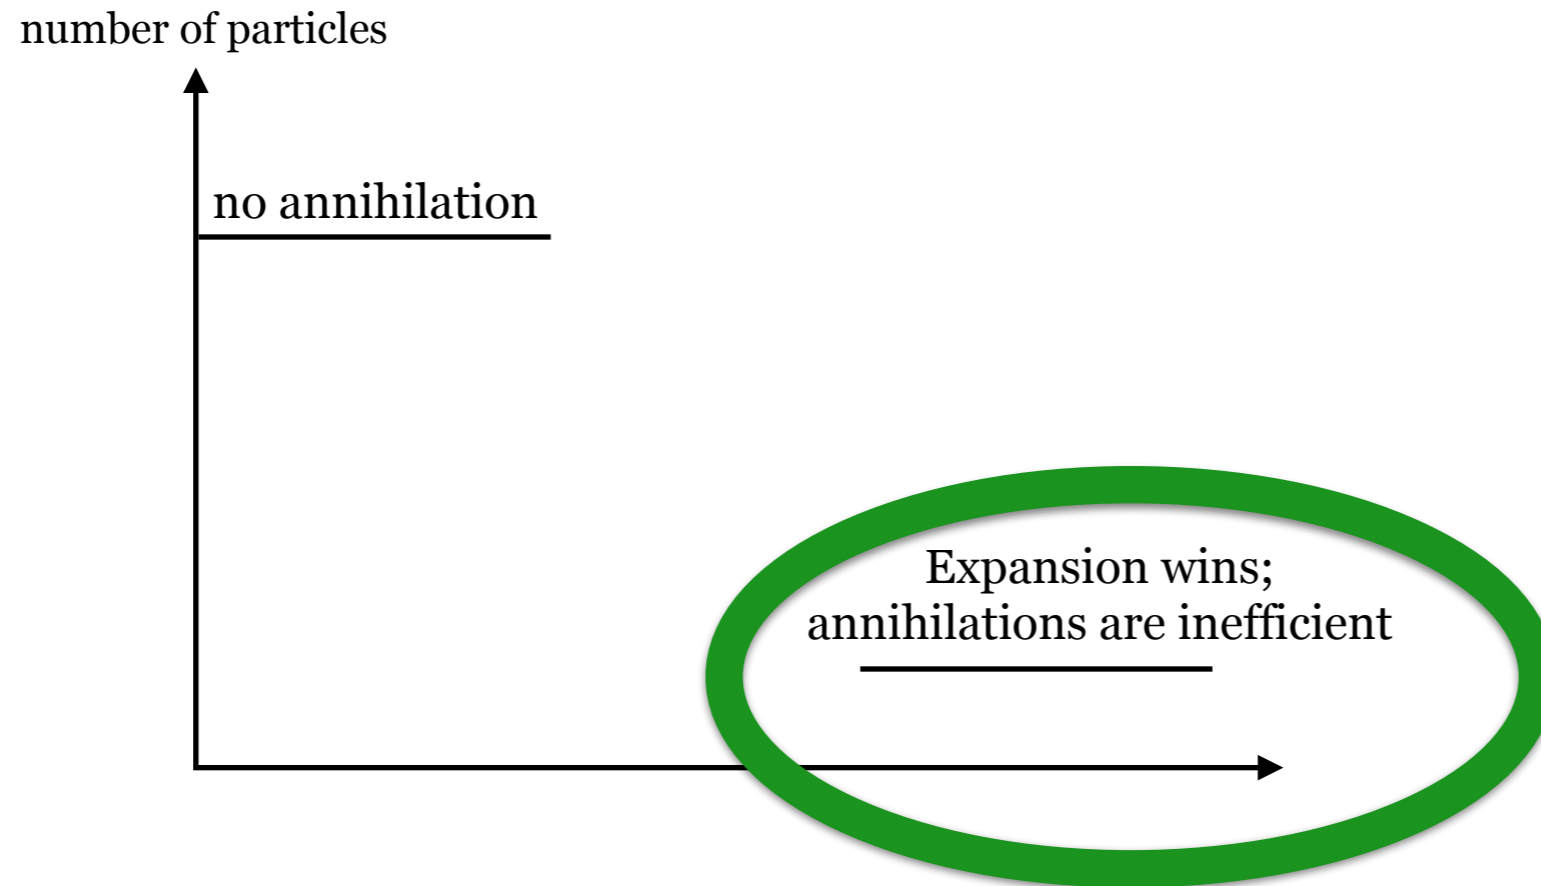 number of particles
no annihilation
Expansion wins;
annihilations are inefficient